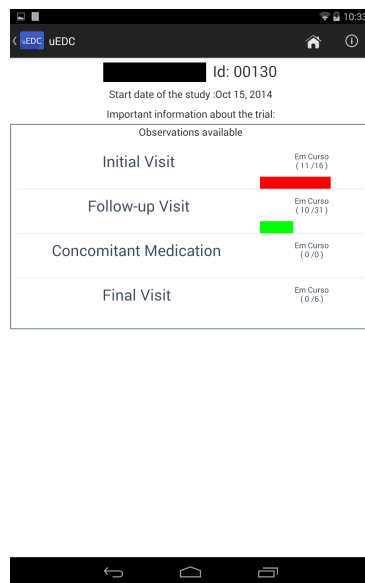 10:33
uEDC uEDC
Id: 00130
Start date of the study :Oct 15, 2014
Important information about the trial:
Observations available
Initial Visit
Em Curso
( 11 /16 )
Follow-up Visit
Em Curso
( 10 /31 )
Concomitant Medication
Em Curso
( 0 /0 )
Final Visit
Em Curso
( 0 /6 )